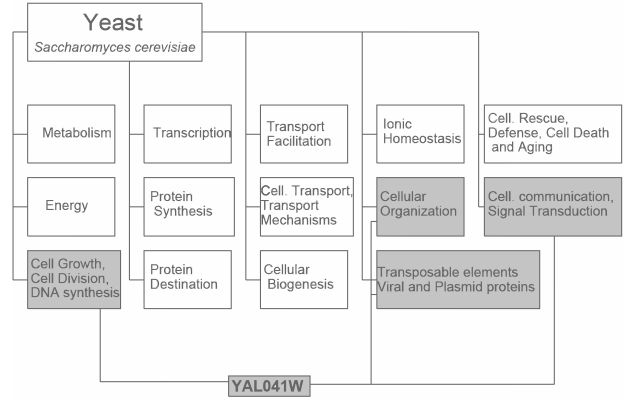 Yeast
Saccharomyces cerevisiae
Metabolism
Transcription
Transport
Facilitation
Ionic
Homeostasis
Cell. Rescue,
Defense, Cell Death
and Aging
Energy
Protein
Synthesis
Cell. Transport,
Transport
Mechanisms
Cellular
Organization
Cell. communication,
Signal Transduction
Cell Growth,
Cell Division,
DNA synthesis
Protein
Destination
Cellular
Biogenesis
Transposable elements
Viral and Plasmid proteins
YAL041W